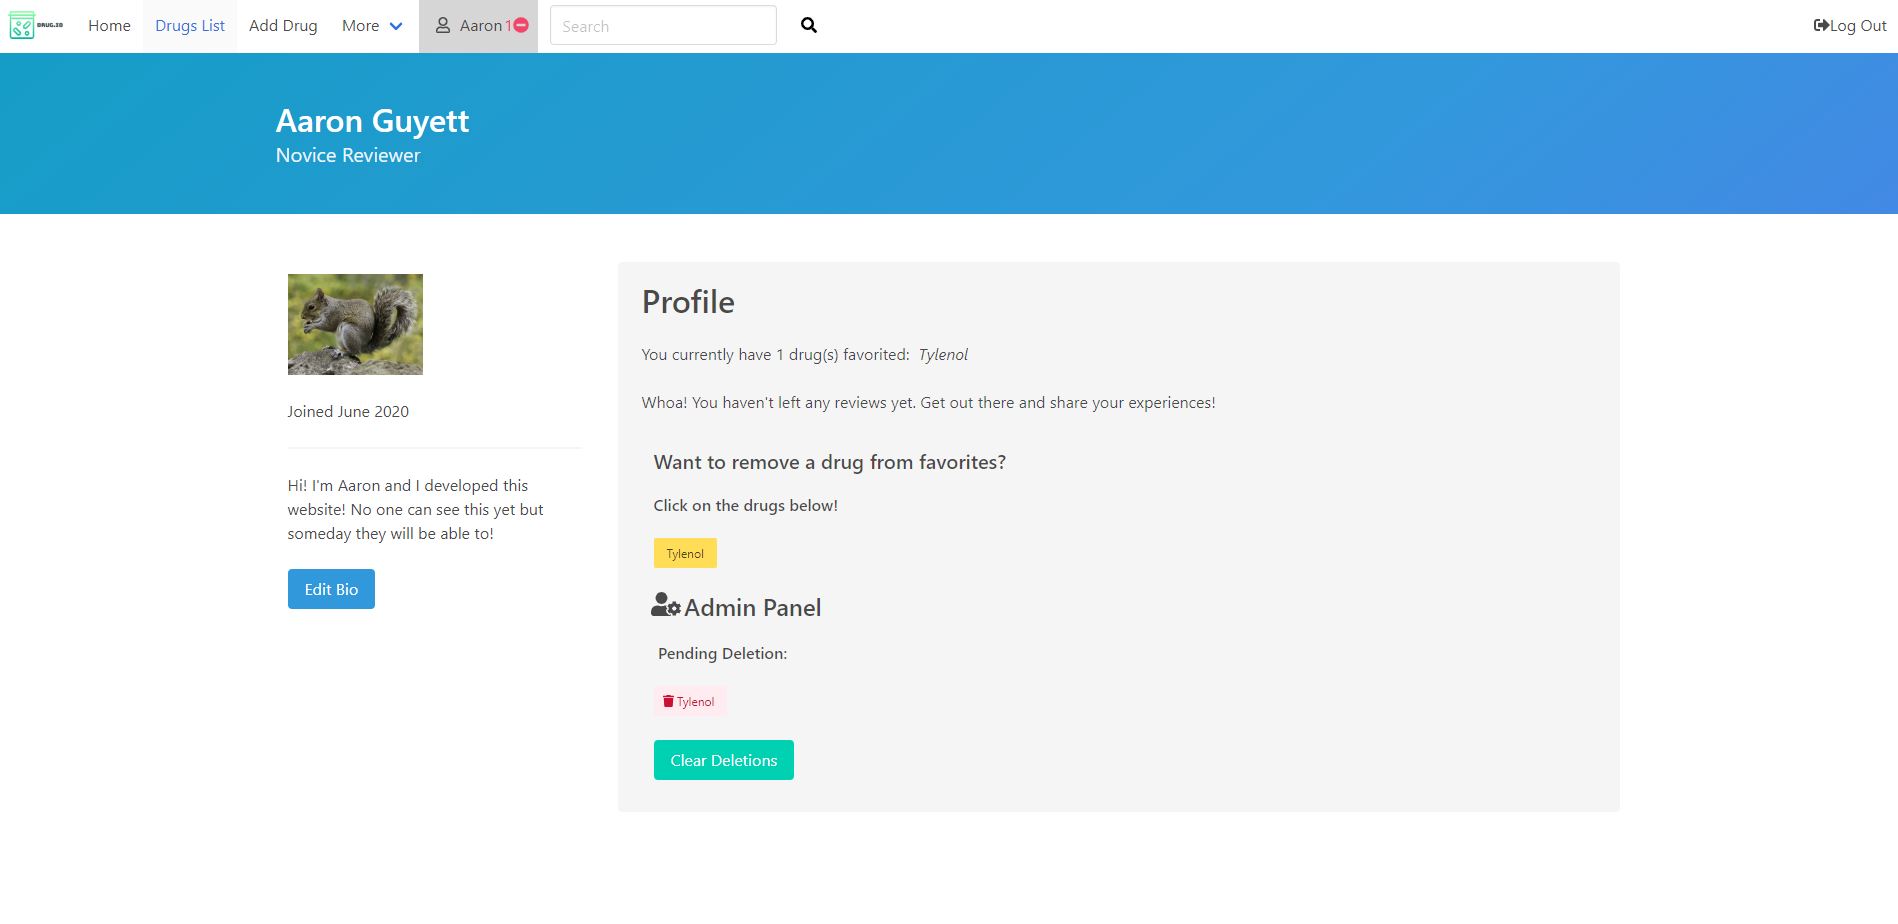 DRUG.IO
Home
Drugs List
Add Drug
More
Aaron 1
Search
Log Out
Aaron Guyett
Novice Reviewer
Joined June 2020
Hi! I'm Aaron and I developed this
website! No one can see this yet but
someday they will be able to!
Edit Bio
Profile
You currently have 1 drug(s) favorited: Tylenol
Whoa! You haven't left any reviews yet. Get out there and share your experiences!
Want to remove a drug from favorites?
Click on the drugs below!
Tylenol
Admin Panel
Pending Deletion:
Tylenol
Clear Deletions